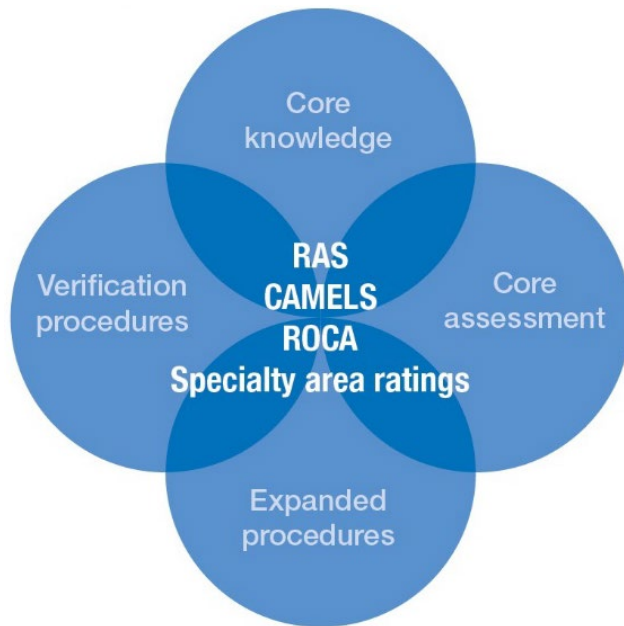 Core
knowledge
Verification
procedures
RAS
CAMELS
ROCA
Specialty area ratings
Core
assessment
Expanded
procedures